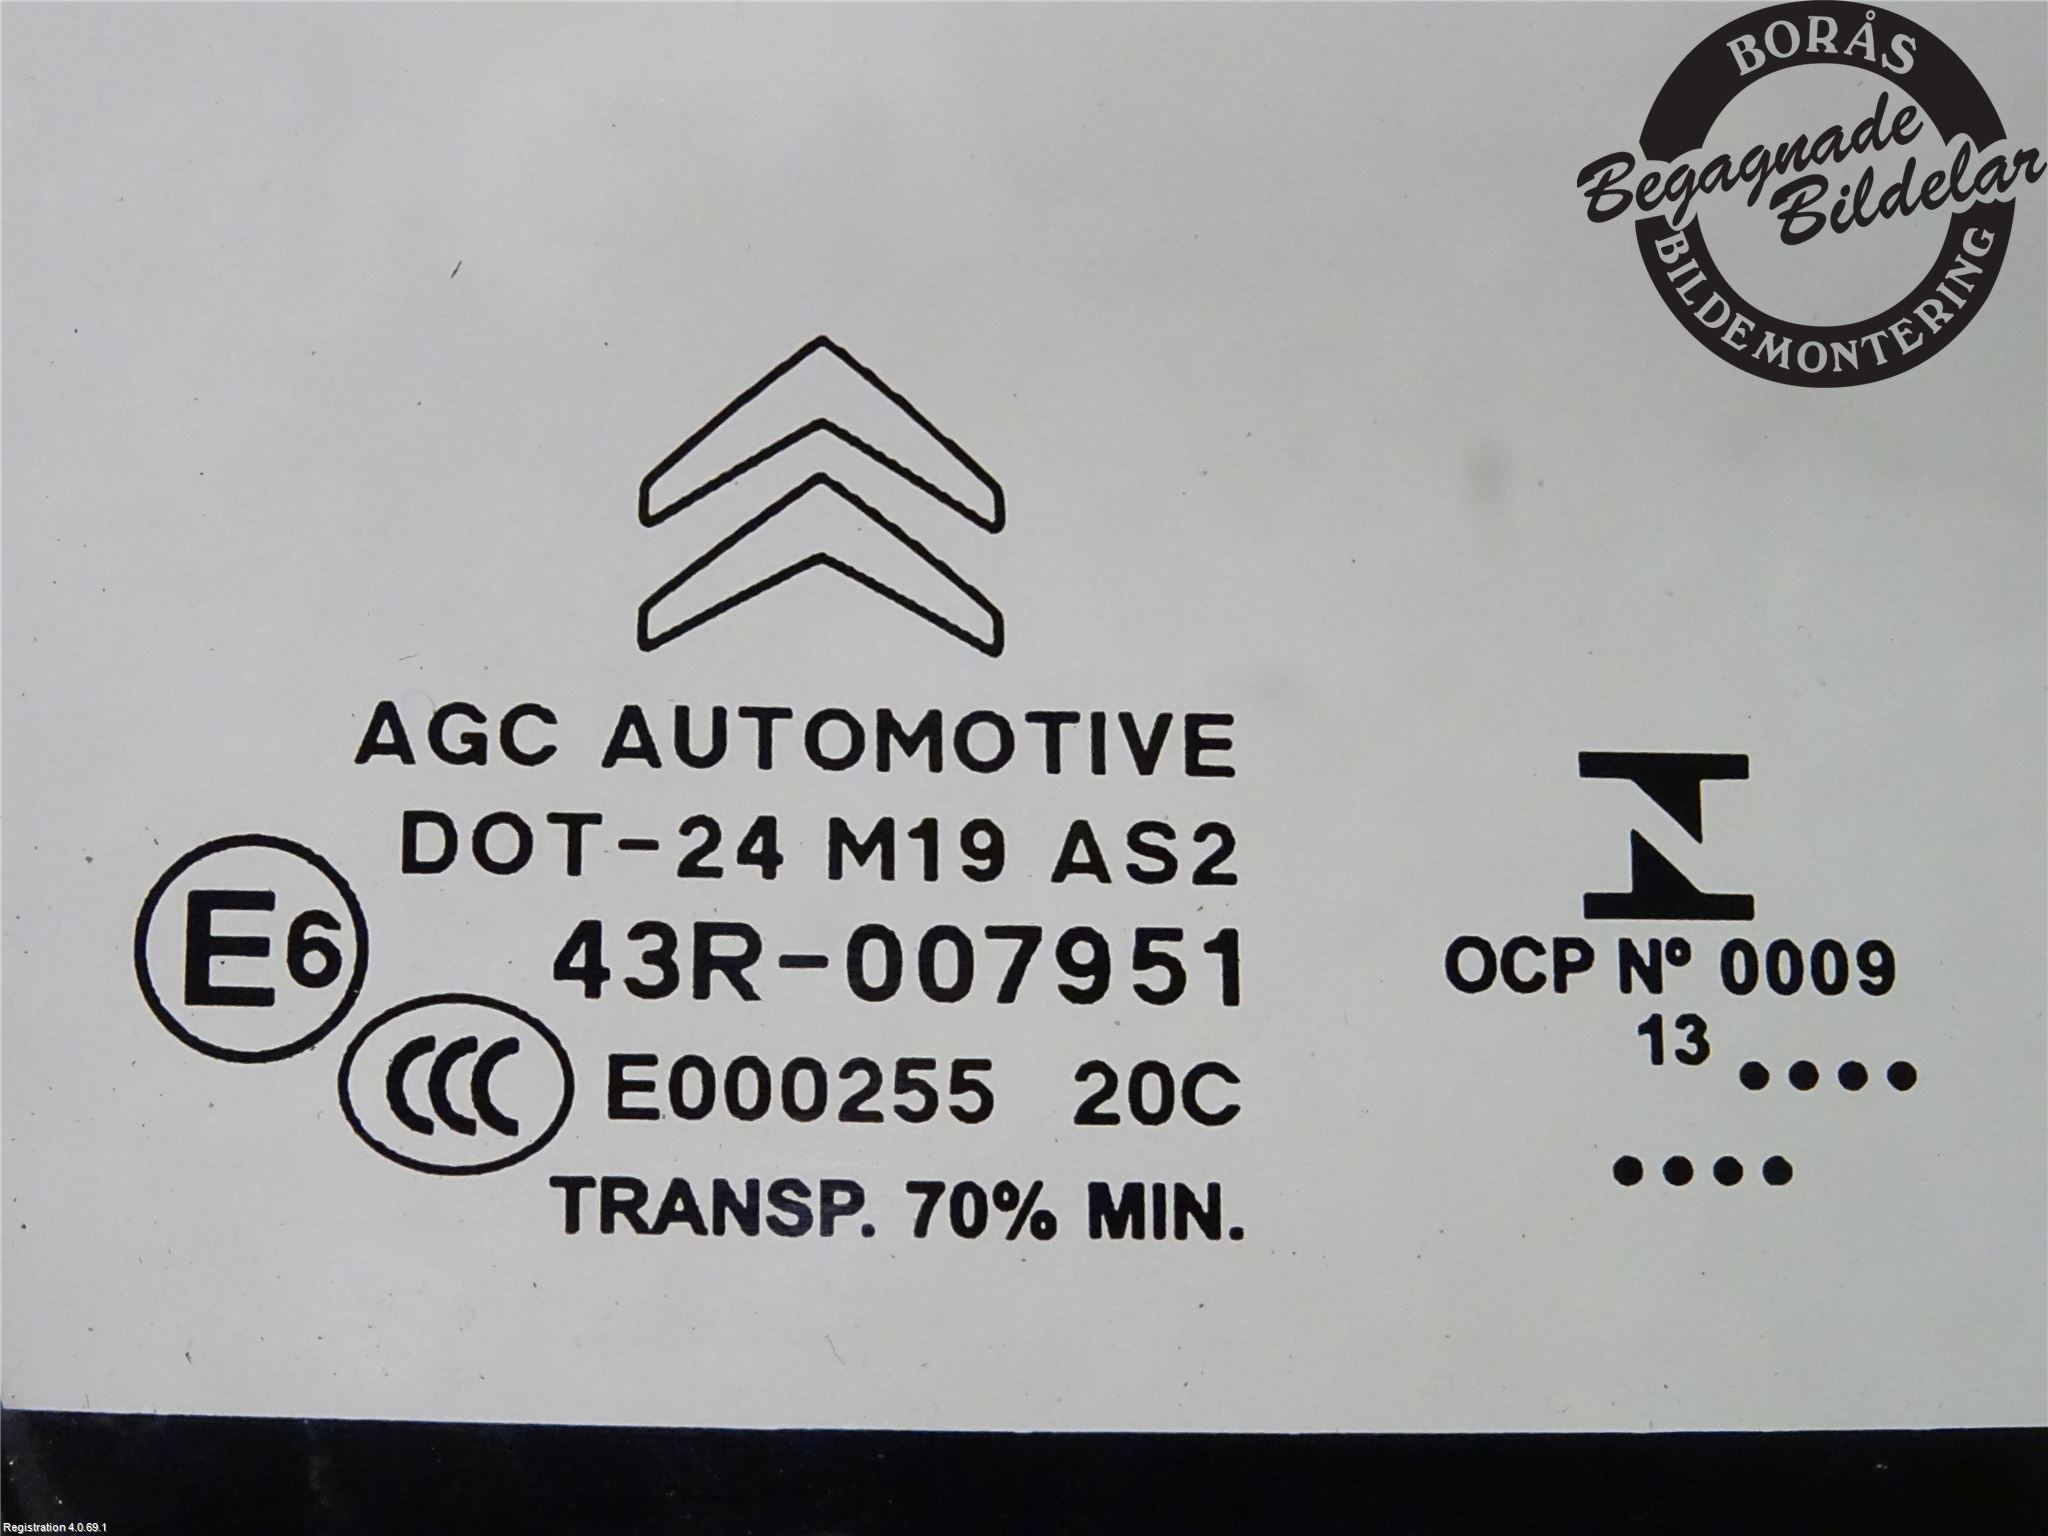 BORÅS
Begagnade
Bildelar
BILDEMONTERING
AGC AUTOMOTIVE
DOT-24 M19 AS2
E6
43R-007951
CCC
E000255 20C
TRANSP. 70% MIN.
N
OCP Nº 0009
13 ••••
••••
Registration 4.0.69.1